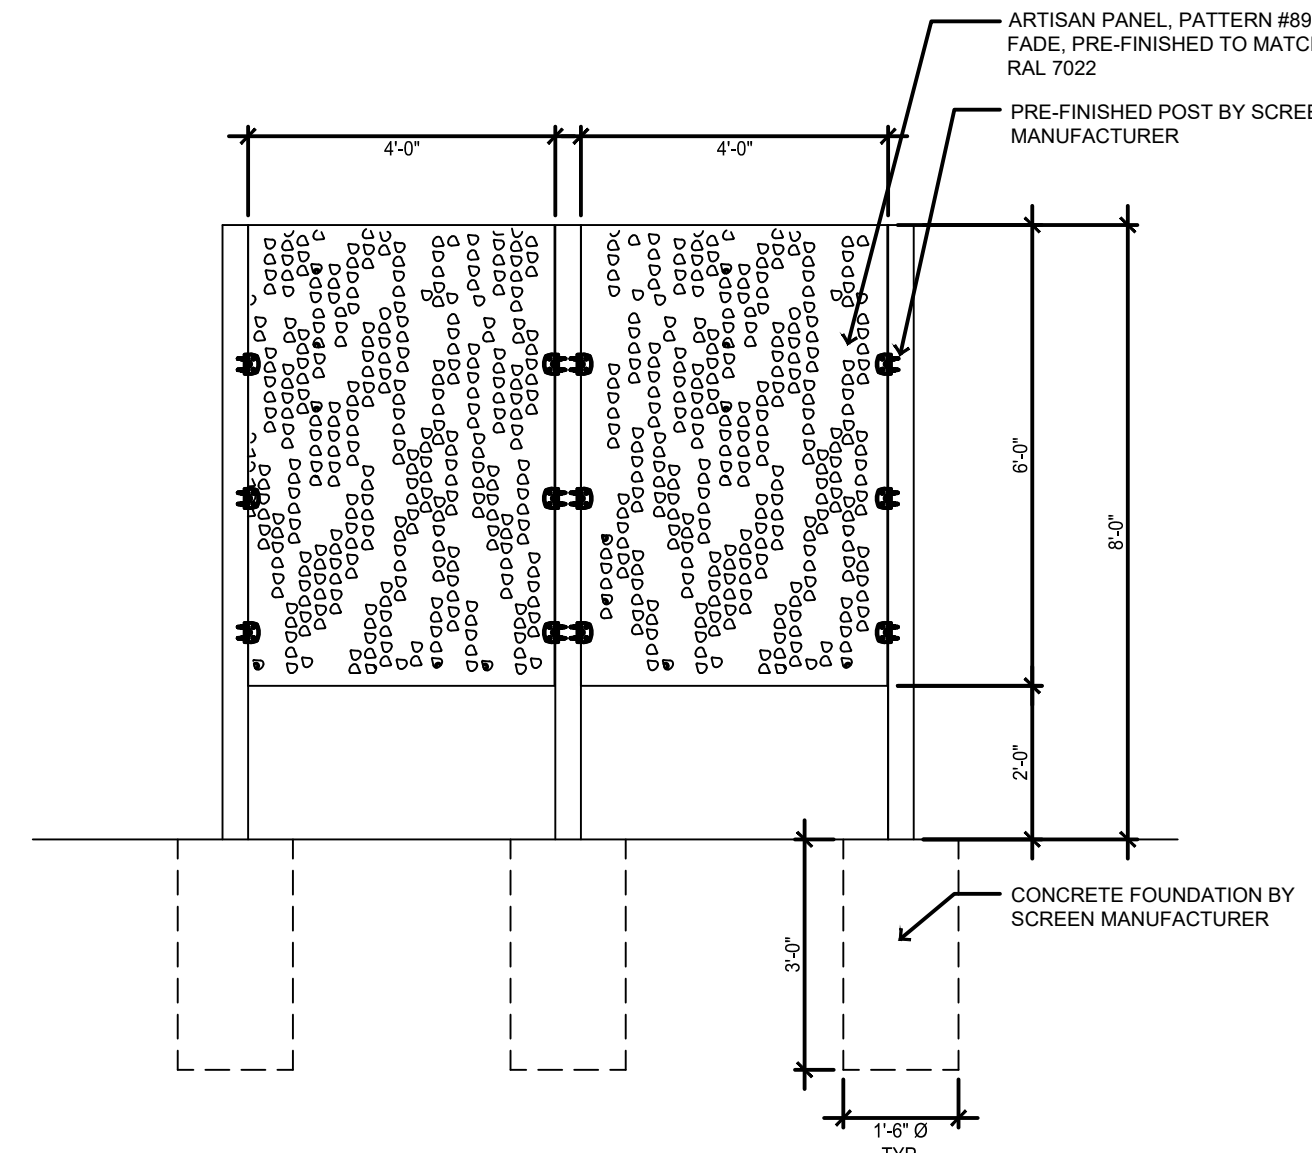 ARTISAN PANEL, PATTERN #89
FADE, PRE-FINISHED TO MATCH
RAL 7022
PRE-FINISHED POST BY SCREE
MANUFACTURER
4'-0"
4'-0"
6'-0"
8'-0"
2'-0"
CONCRETE FOUNDATION BY
SCREEN MANUFACTURER
3'-0"
1'-6" Ø
TYP